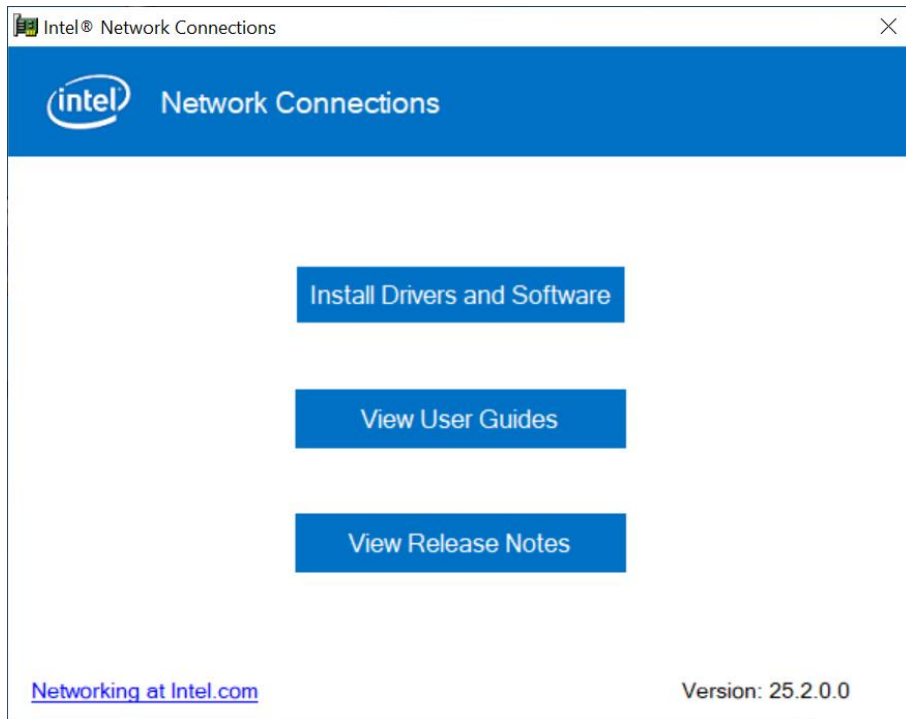 Intel® Network Connections
intel Network Connections
Install Drivers and Software
View User Guides
View Release Notes
Networking at Intel.com Version: 25.2.0.0